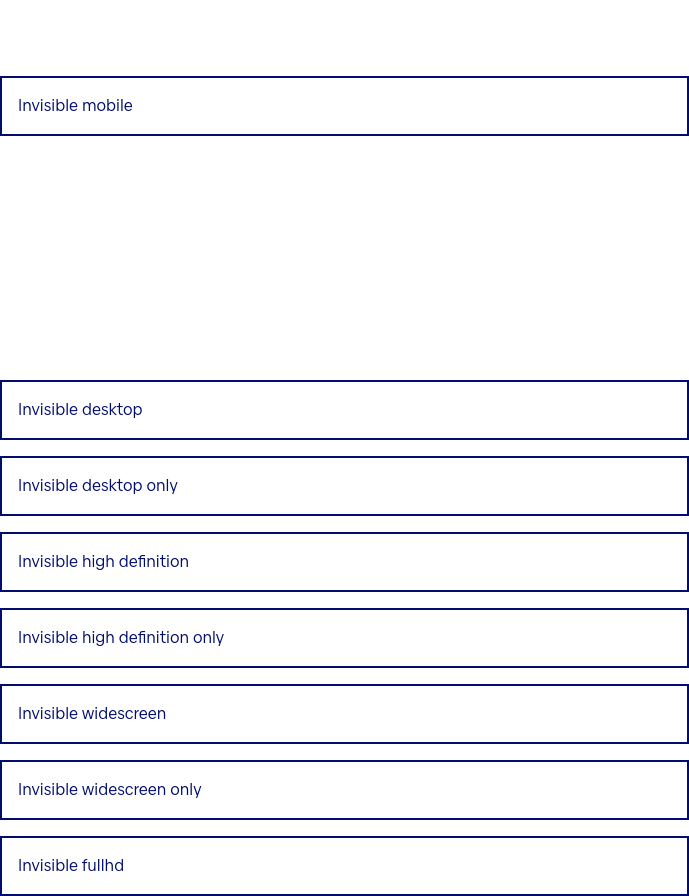 Invisible mobile
Invisible desktop
Invisible desktop only
Invisible high definition
Invisible high definition only
Invisible widescreen
Invisible widescreen only
Invisible fullhd